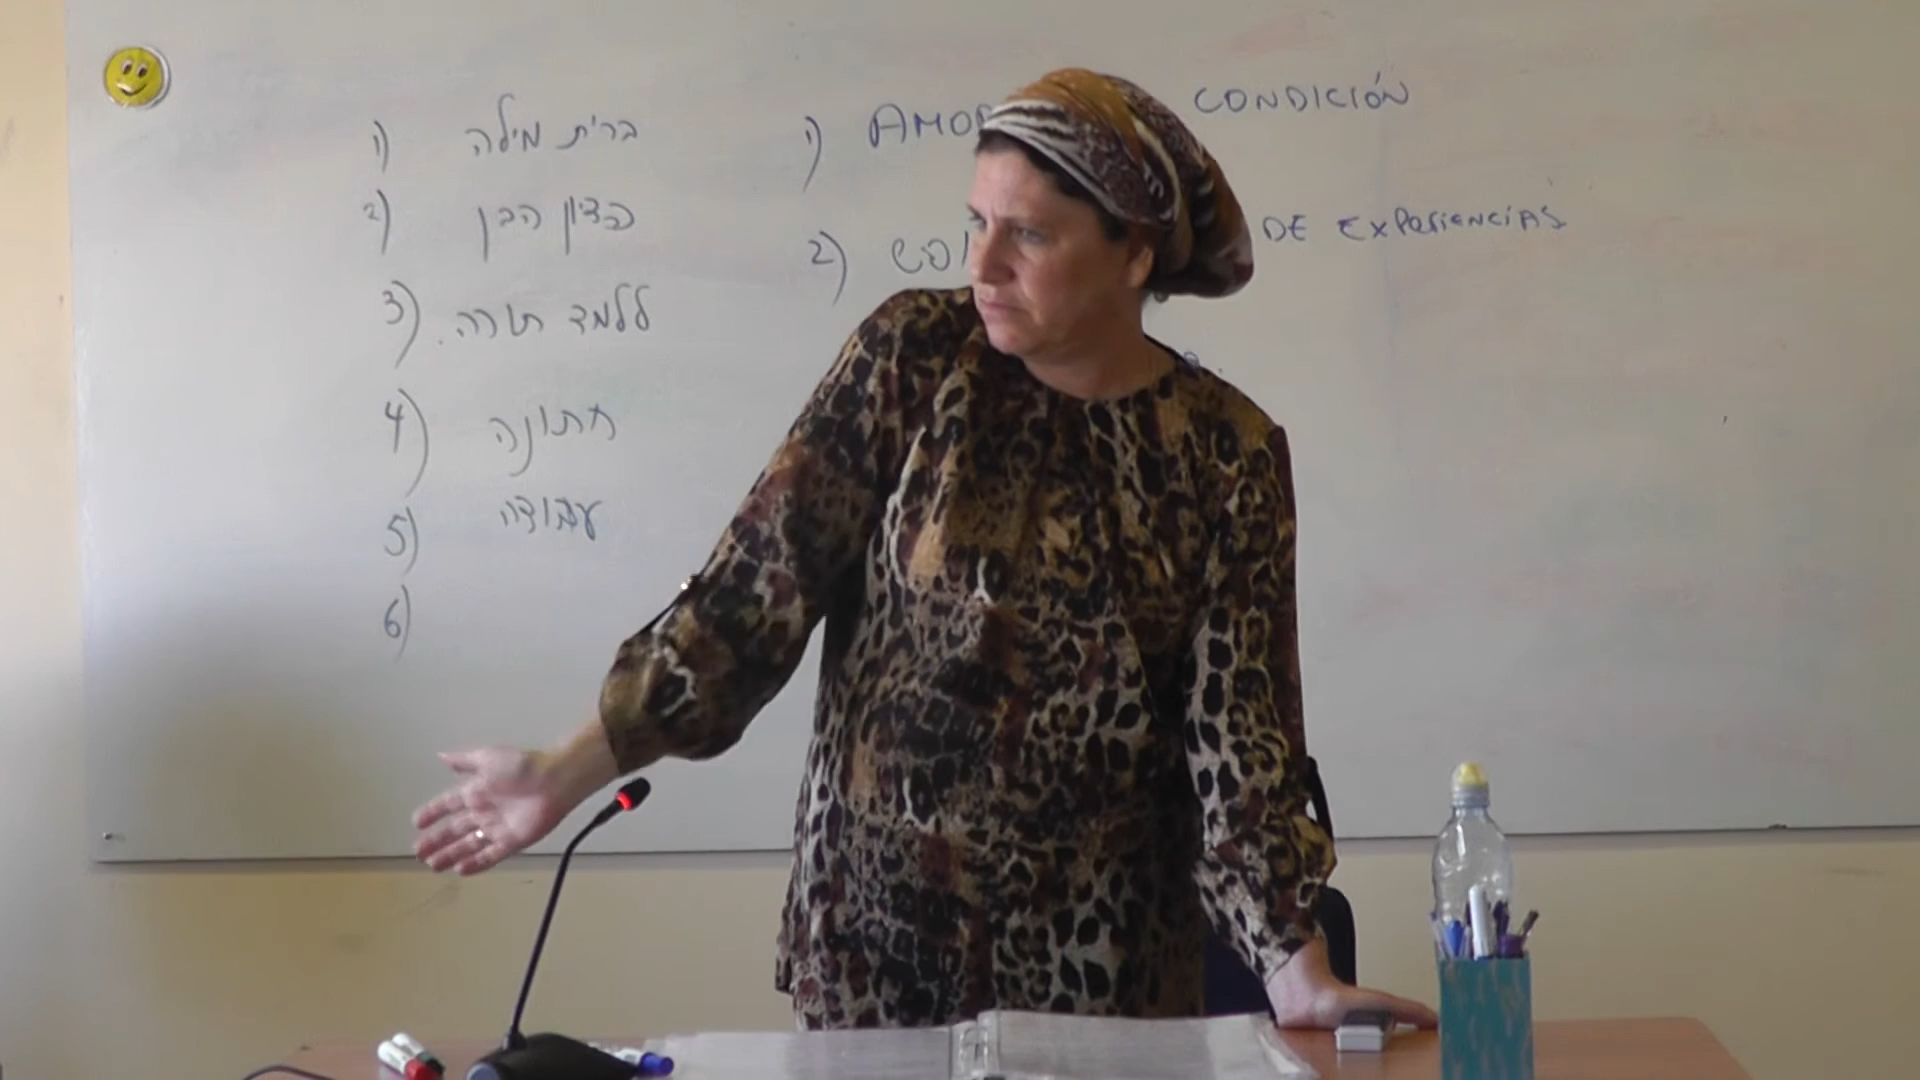 1) ברית מילה
2) פדיון הבן
3) ללמד תורה.
4) חתונה
5) עבודה
6)
1) AMOR CONDICIÓN
2) DE EXPERIENCIAS